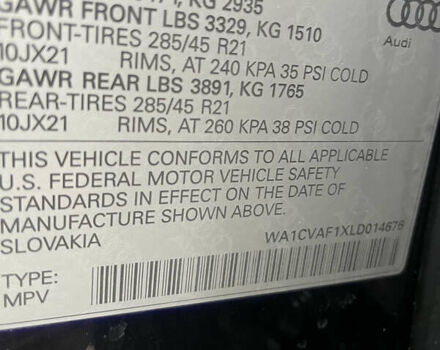 KG 2935
GAWR FRONT LBS 3329, KG 1510
FRONT-TIRES 285/45 R21
10JX21 RIMS, AT 240 KPA 35 PSI COLD
GAWR REAR LBS 3891, KG 1765
REAR-TIRES 285/45 R21
10JX21 RIMS, AT 260 KPA 38 PSI COLD
Audi
THIS VEHICLE CONFORMS TO ALL APPLICABLE
U.S. FEDERAL MOTOR VEHICLE SAFETY
STANDARDS IN EFFECT ON THE DATE OF
MANUFACTURE SHOWN ABOVE.
SLOVAKIA
WA1CVAF1XLD014676
TYPE:
MPV